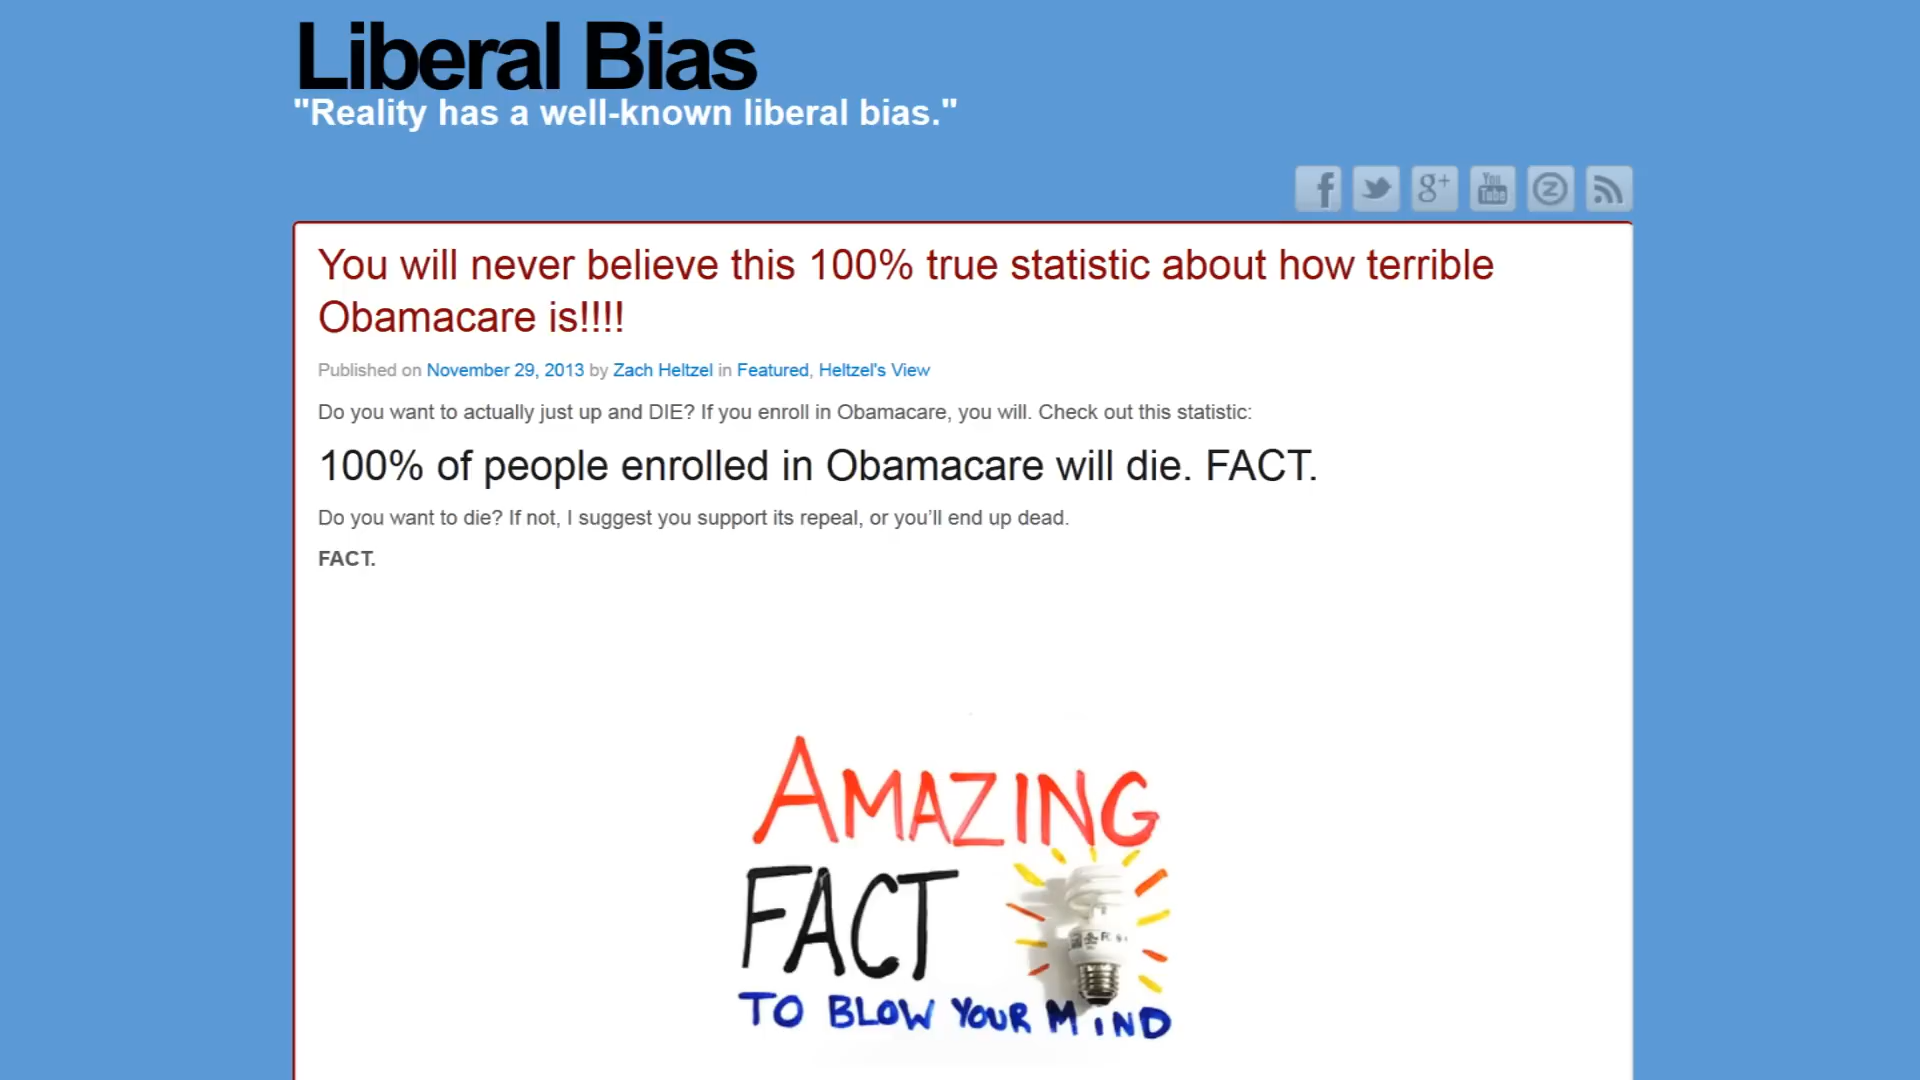 Liberal Bias
"Reality has a well-known liberal bias."
You will never believe this 100% true statistic about how terrible
Obamacare is!!!!
Published on November 29, 2013 by Zach Heltzel in Featured, Heltzel's View
Do you want to actually just up and DIE? If you enroll in Obamacare, you will. Check out this statistic:
100% of people enrolled in Obamacare will die. FACT.
Do you want to die? If not, I suggest you support its repeal, or you’ll end up dead.
FACT.
AMAZING
FACT
TO BLOW YOUR MiND